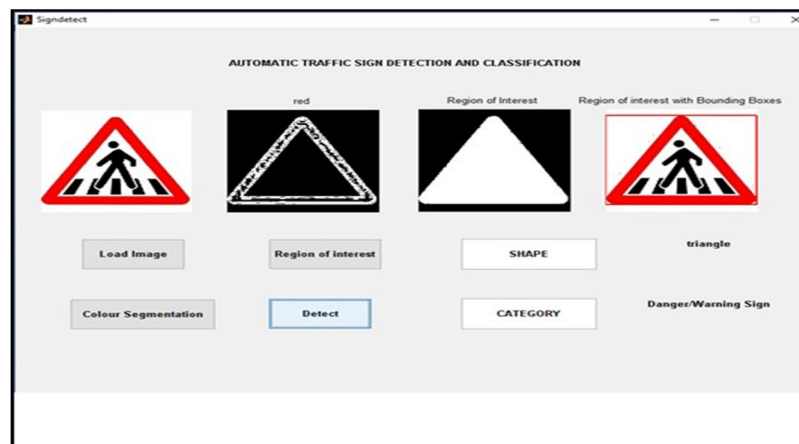 Signdetect
AUTOMATIC TRAFFIC SIGN DETECTION AND CLASSIFICATION
red
Region of Interest
Region of interest with Bounding Boxes
Load Image
Region of interest
SHAPE
triangle
Colour Segmentation
Detect
CATEGORY
Danger/Warning Sign